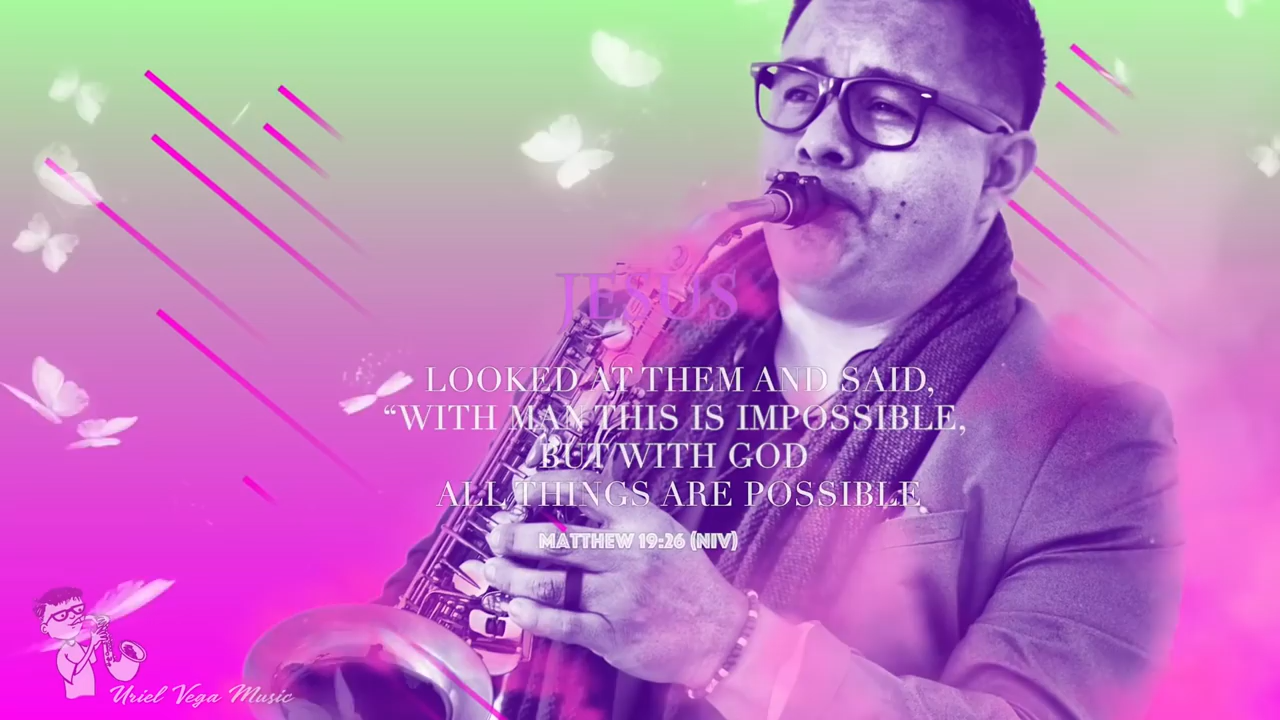 JESUS
LOOKED AT THEM AND SAID,
“WITH MAN THIS IS IMPOSSIBLE,
BUT WITH GOD
ALL THINGS ARE POSSIBLE
MATTHEW 19:26 (NIV)
Uriel Vega Music